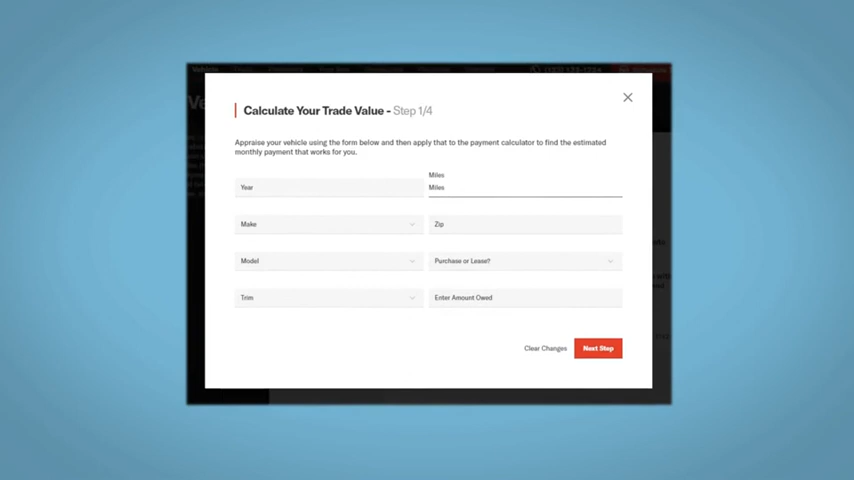 Vehicle
Calculate Your Trade Value - Step 1/4
Appraise your vehicle using the form below and then apply that to the payment calculator to find the estimated
monthly payment that works for you.
Miles
Year
Miles
Make
Zip
Model
Purchase or Lease?
Trim
Enter Amount Owed
Clear Changes
Next Step